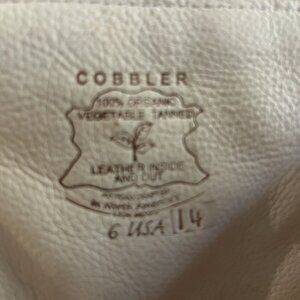 COBBLER
100% ORGANIC
VEGETABLE TANNED
LEATHER INSIDE
AND OUT
6 USA 14